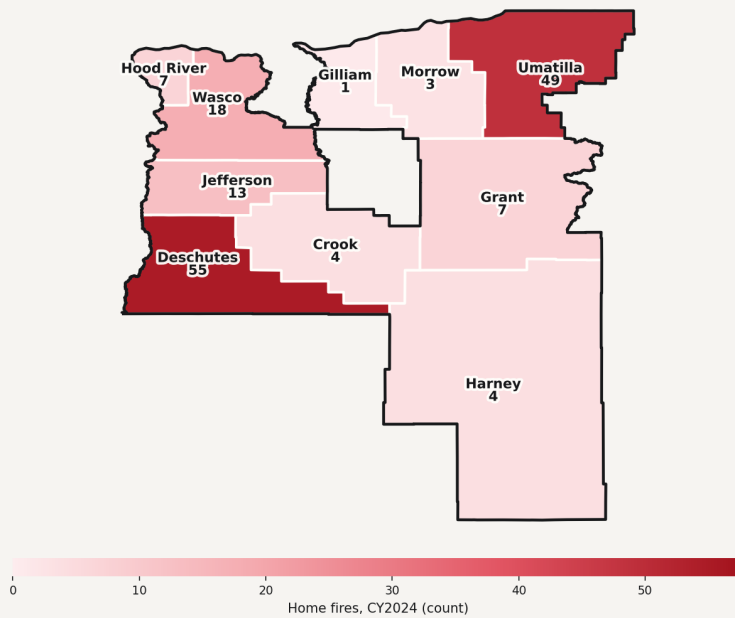 Hood River
7
Wasco
18
Gilliam
1
Morrow
3
Umatilla
49
Jefferson
13
Grant
7
Crook
4
Deschutes
55
Harney
4
0 10 20 30 40 50
Home fires, CY2024 (count)